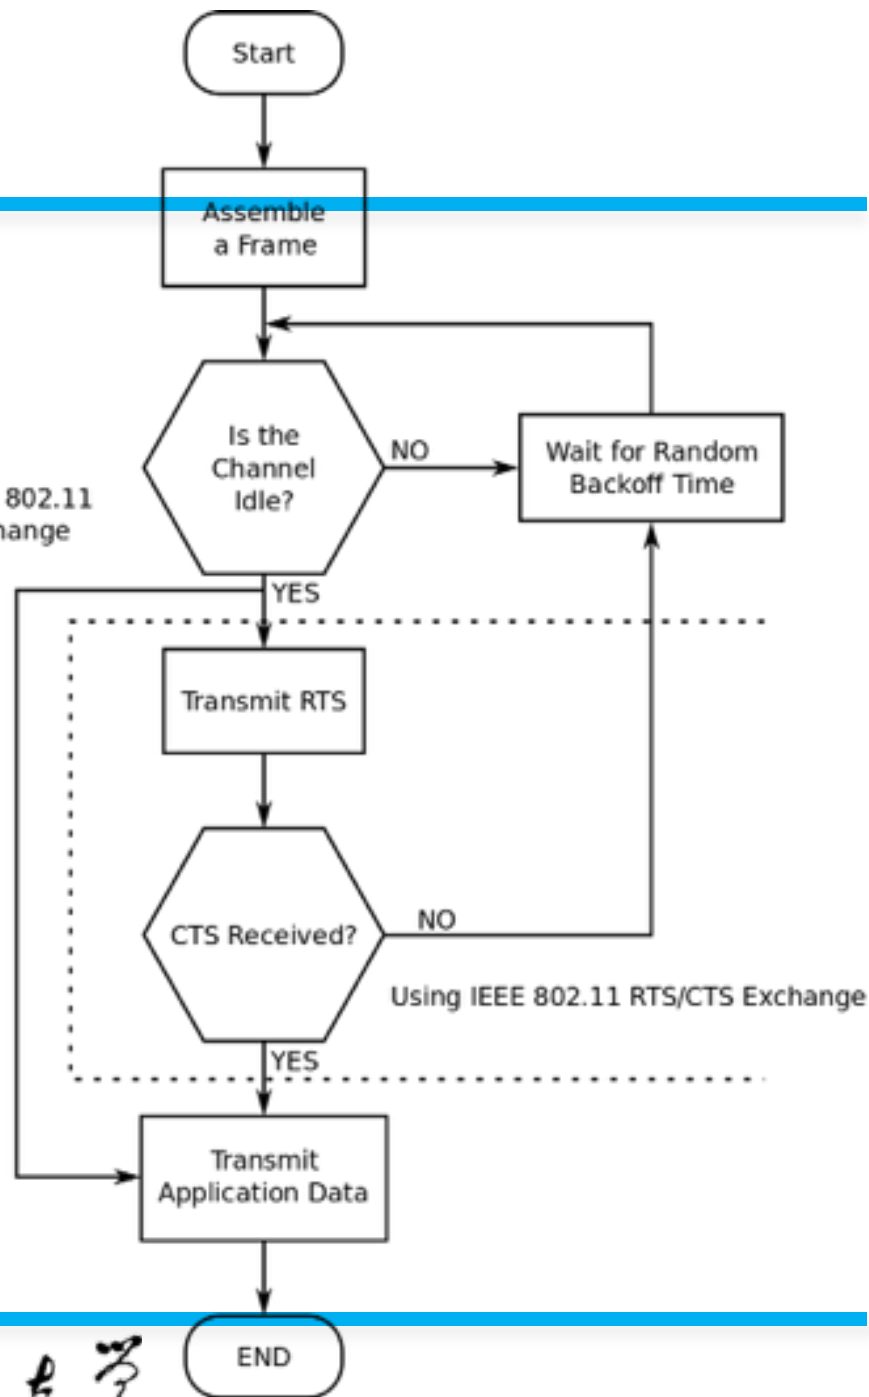 Start
Assemble
a Frame
Is the
Channel
Idle?
NO
Wait for Random
Backoff Time
802.11
YES
Transmit RTS
CTS Received?
NO
Using IEEE 802.11 RTS/CTS Exchange
YES
Transmit
Application Data
END